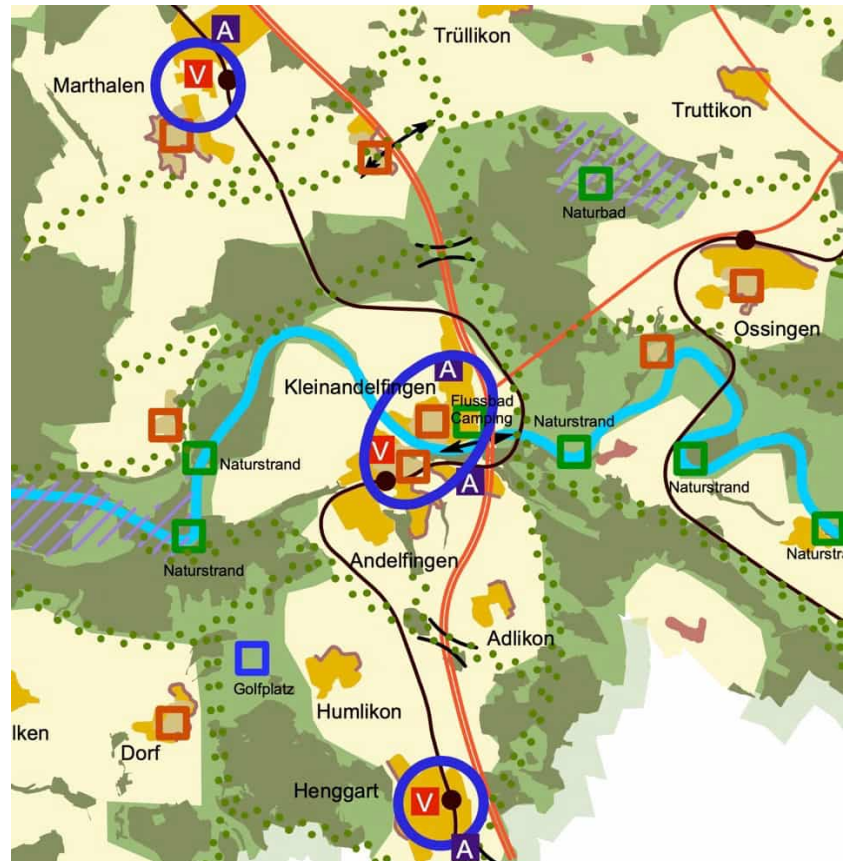 A
Trüllikon
V
Marthalen
Truttikon
Naturbad
Ossingen
A
Kleinandelfingen
Flussbad
Camping
Naturstrand
V
Naturstrand
A
Naturstrand
Naturstra
Andelfingen
Naturstrand
Adlikon
Golfplatz
Humlikon
lken
Dorf
Henggart
V
A